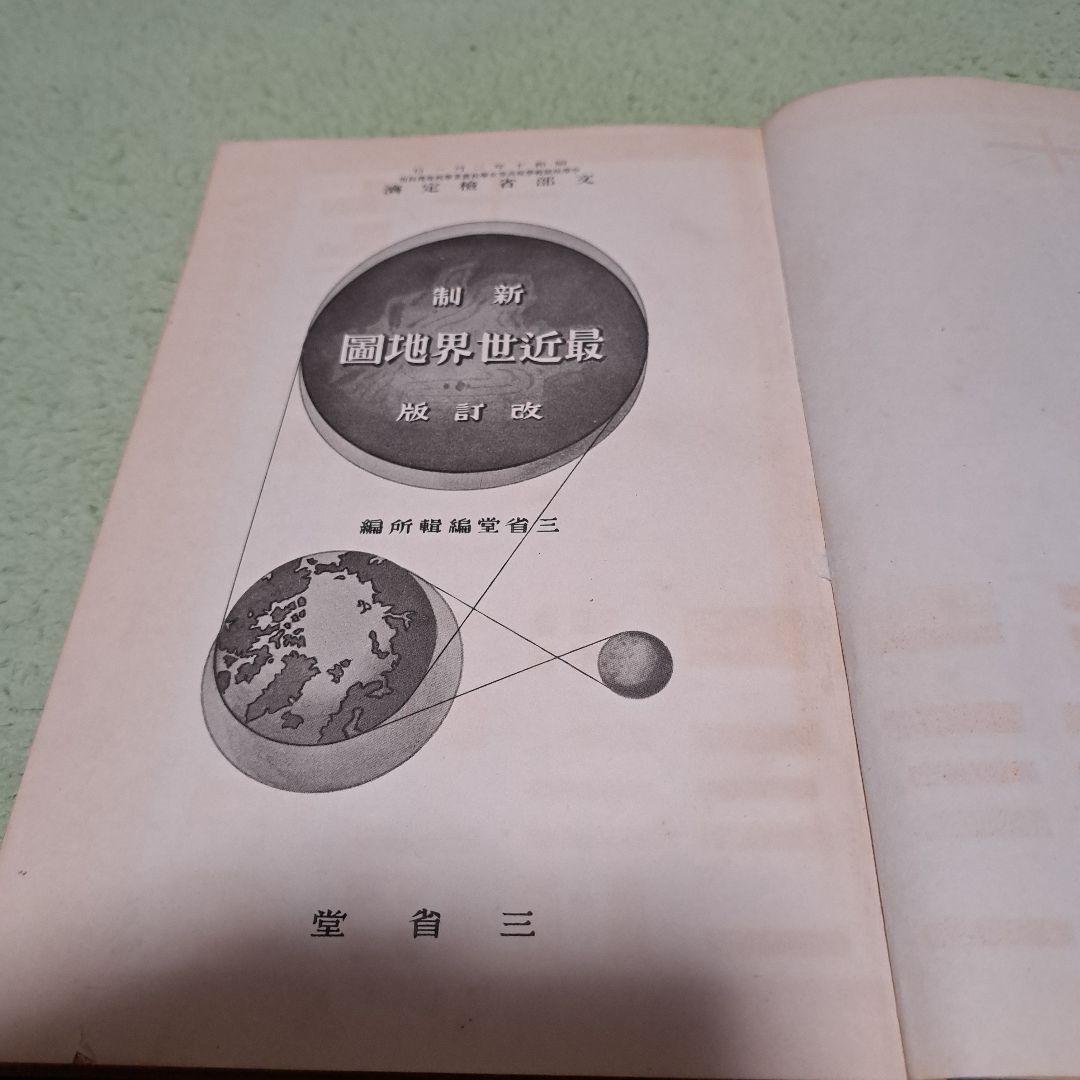 文部省檢定濟
新制
最近世界地圖
改訂版
三省堂編輯所編
三省堂